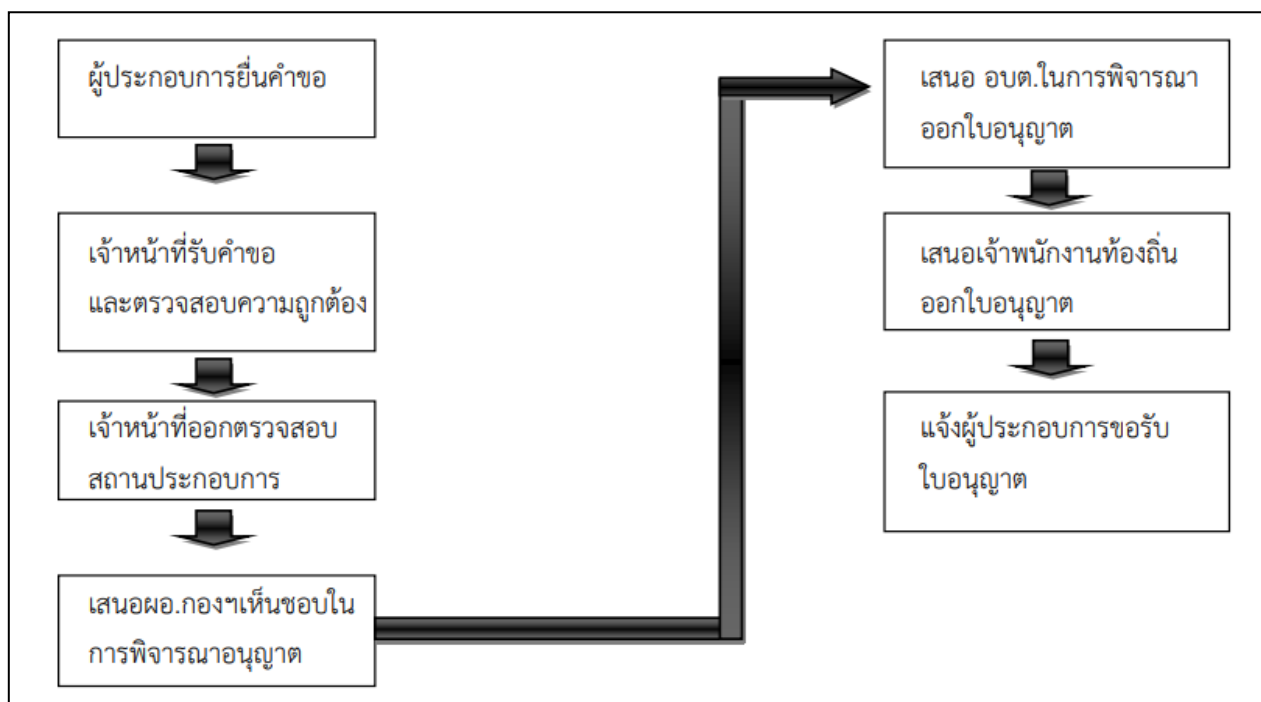 ผู้ประกอบการยื่นคำขอ
เจ้าหน้าที่รับคำขอ
และตรวจสอบความถูกต้อง
เจ้าหน้าที่ออกตรวจสอบ
สถานประกอบการ
เสนอผอ.กองฯเห็นชอบใน
การพิจารณาอนุญาต
เสนอ อบต.ในการพิจารณา
ออกใบอนุญาต
เสนอเจ้าพนักงานท้องถิ่น
ออกใบอนุญาต
แจ้งผู้ประกอบการขอรับ
ใบอนุญาต